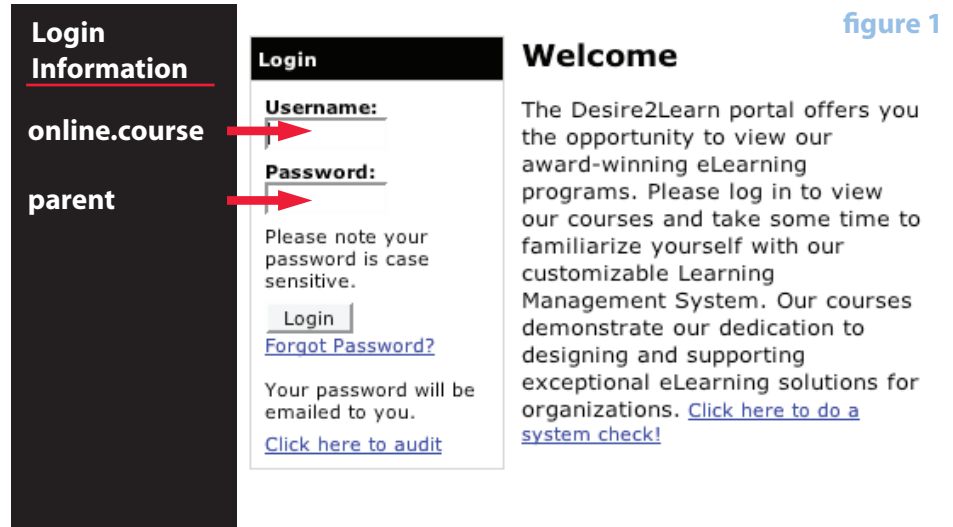 figure 1
Login
Information
online.course
parent
Login
Username:
Password:
Please note your
password is case
sensitive.
Login
Forgot Password?
Your password will be
emailed to you.
Click here to audit
Welcome
The Desire2Learn portal offers you
the opportunity to view our
award-winning eLearning
programs. Please log in to view
our courses and take some time to
familiarize yourself with our
customizable Learning
Management System. Our courses
demonstrate our dedication to
designing and supporting
exceptional eLearning solutions for
organizations. Click here to do a
system check!